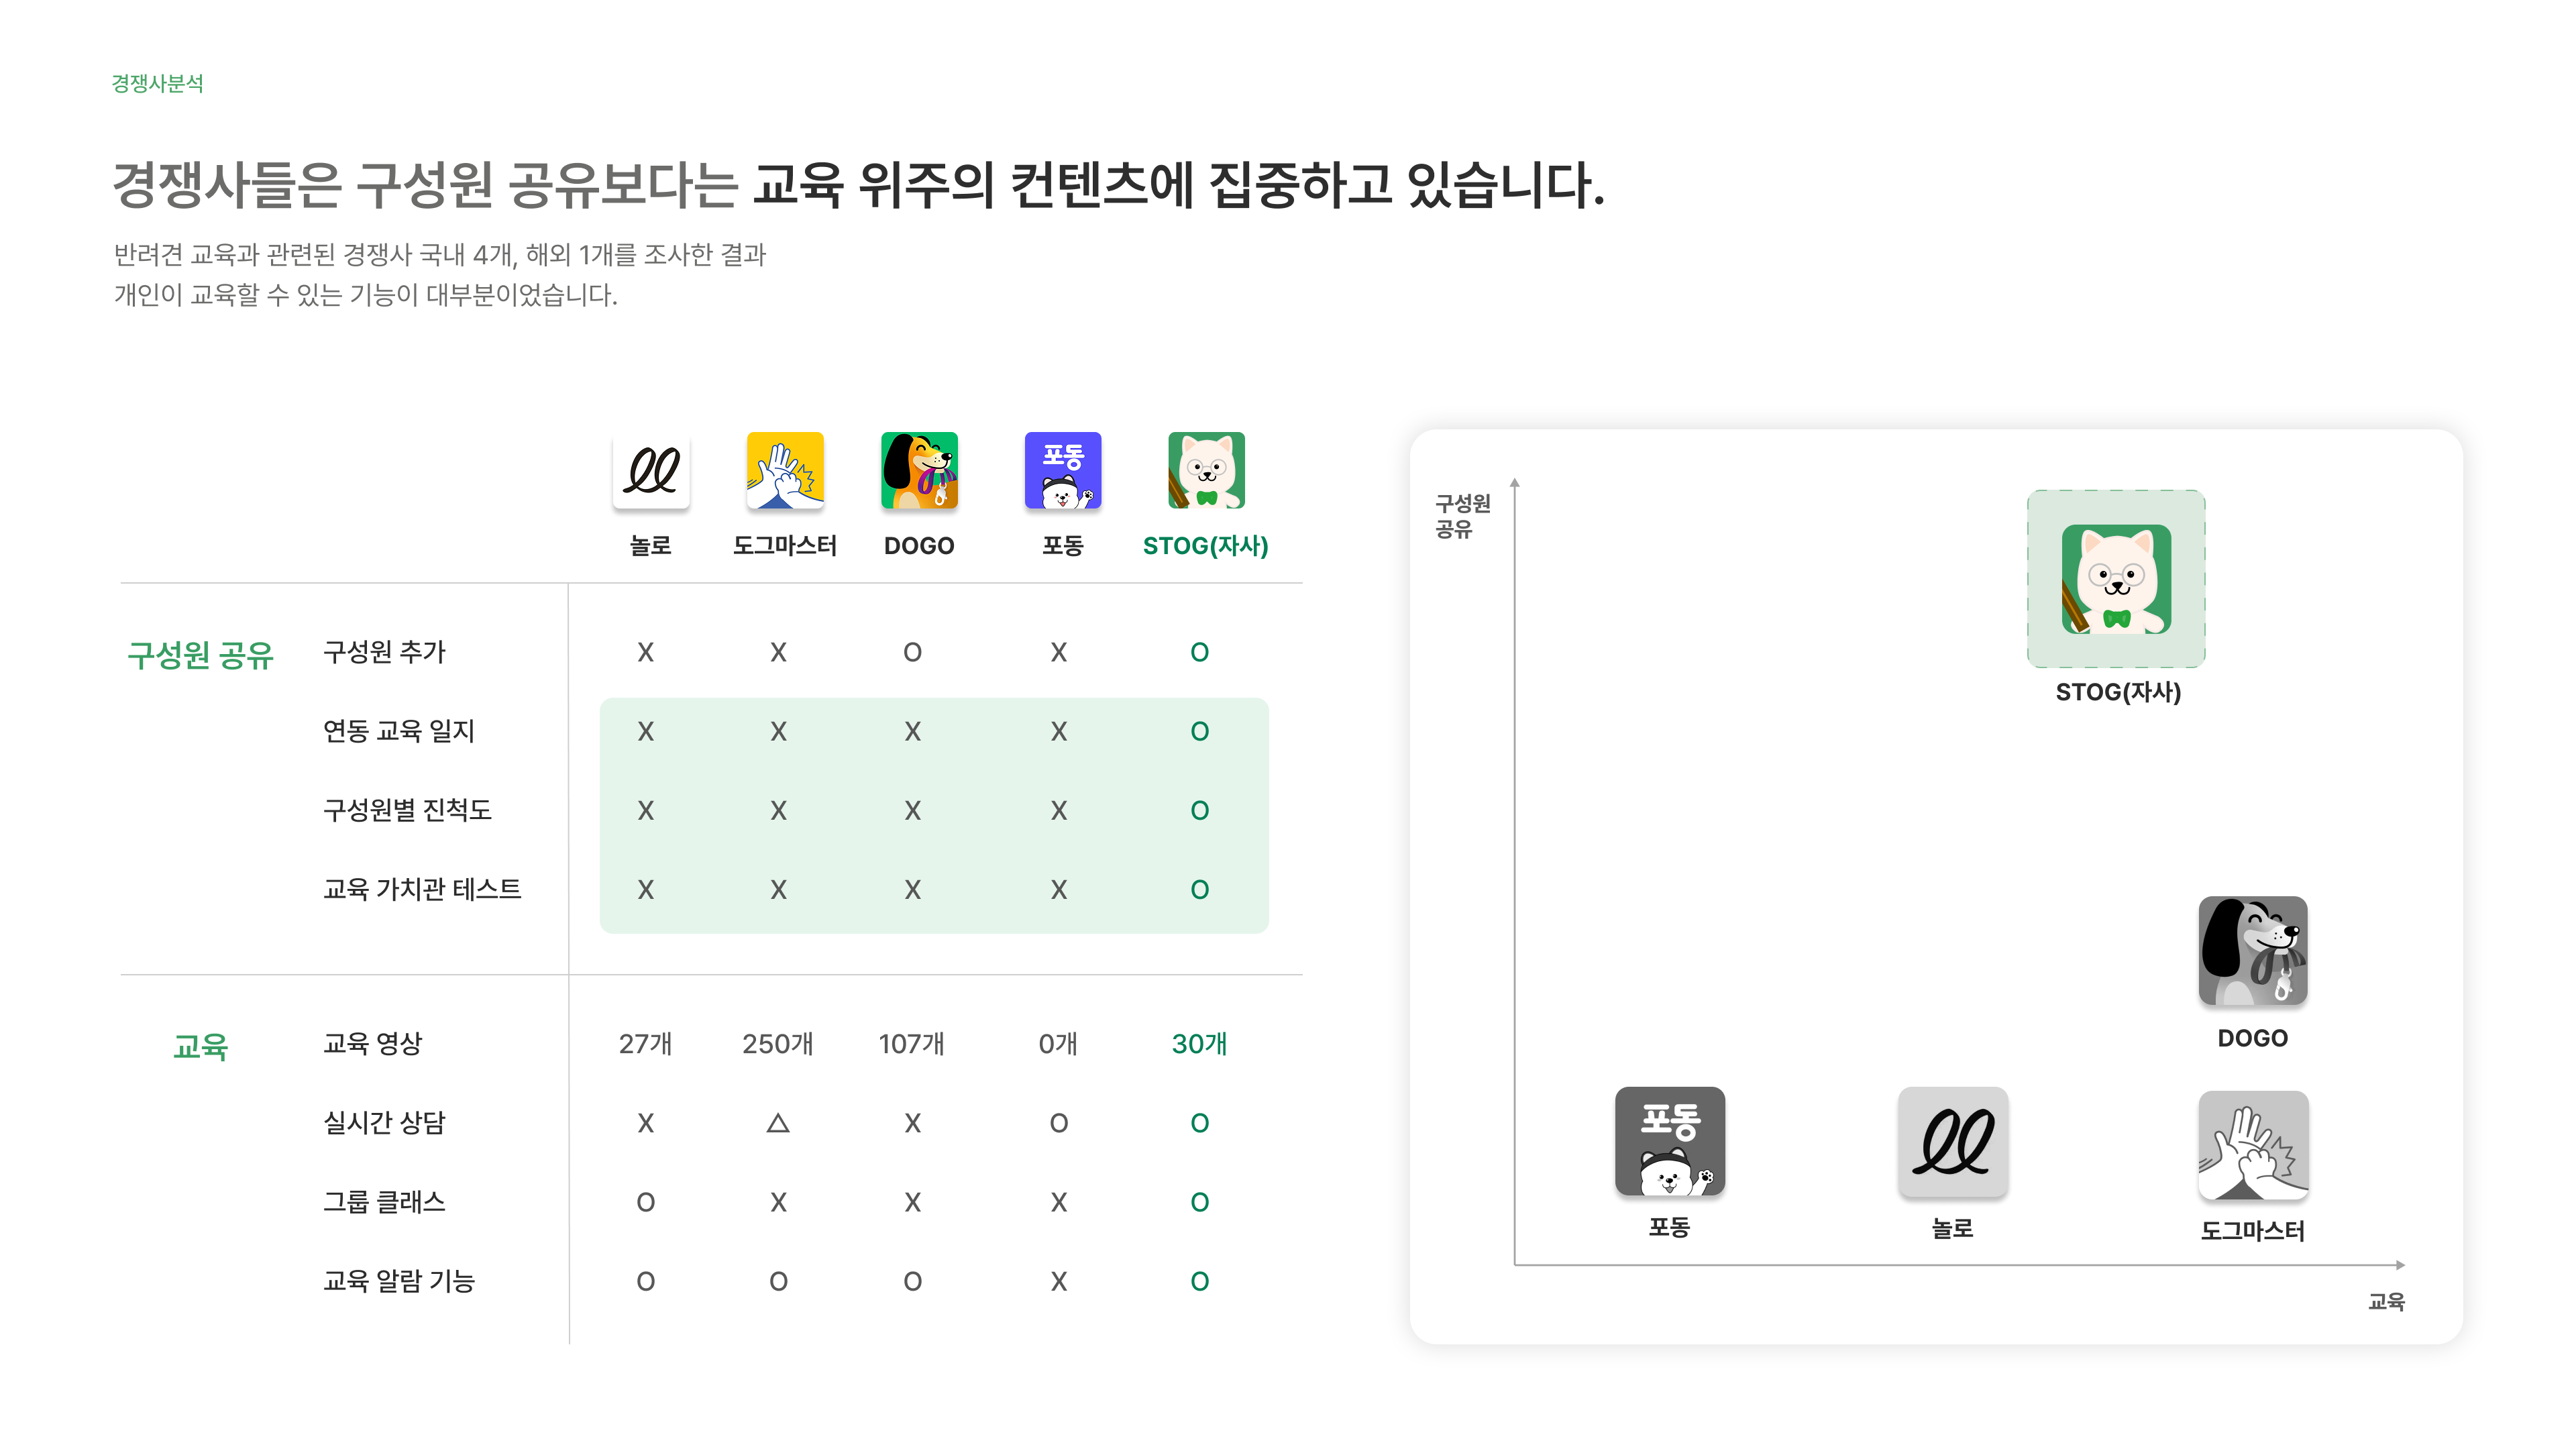 경쟁사분석
경쟁사들은 구성원 공유보다는 교육 위주의 컨텐츠에 집중하고 있습니다.
반려견 교육과 관련된 경쟁사 국내 4개, 해외 1개를 조사한 결과
개인이 교육할 수 있는 기능이 대부분이었습니다.
포동
놀로 도그마스터 DOGO 포동 STOG(자사)
구성원 공유 구성원 추가 X X O X O
연동 교육 일지 X X X X O
구성원별 진척도 X X X X O
교육 가치관 테스트 X X X X O
교육 교육 영상 27개 250개 107개 0개 30개
실시간 상담 X △ X O O
그룹 클래스 O X X X O
교육 알람 기능 O O O X O
구성원
공유
STOG(자사)
DOGO
포동
포동 놀로 도그마스터
교육